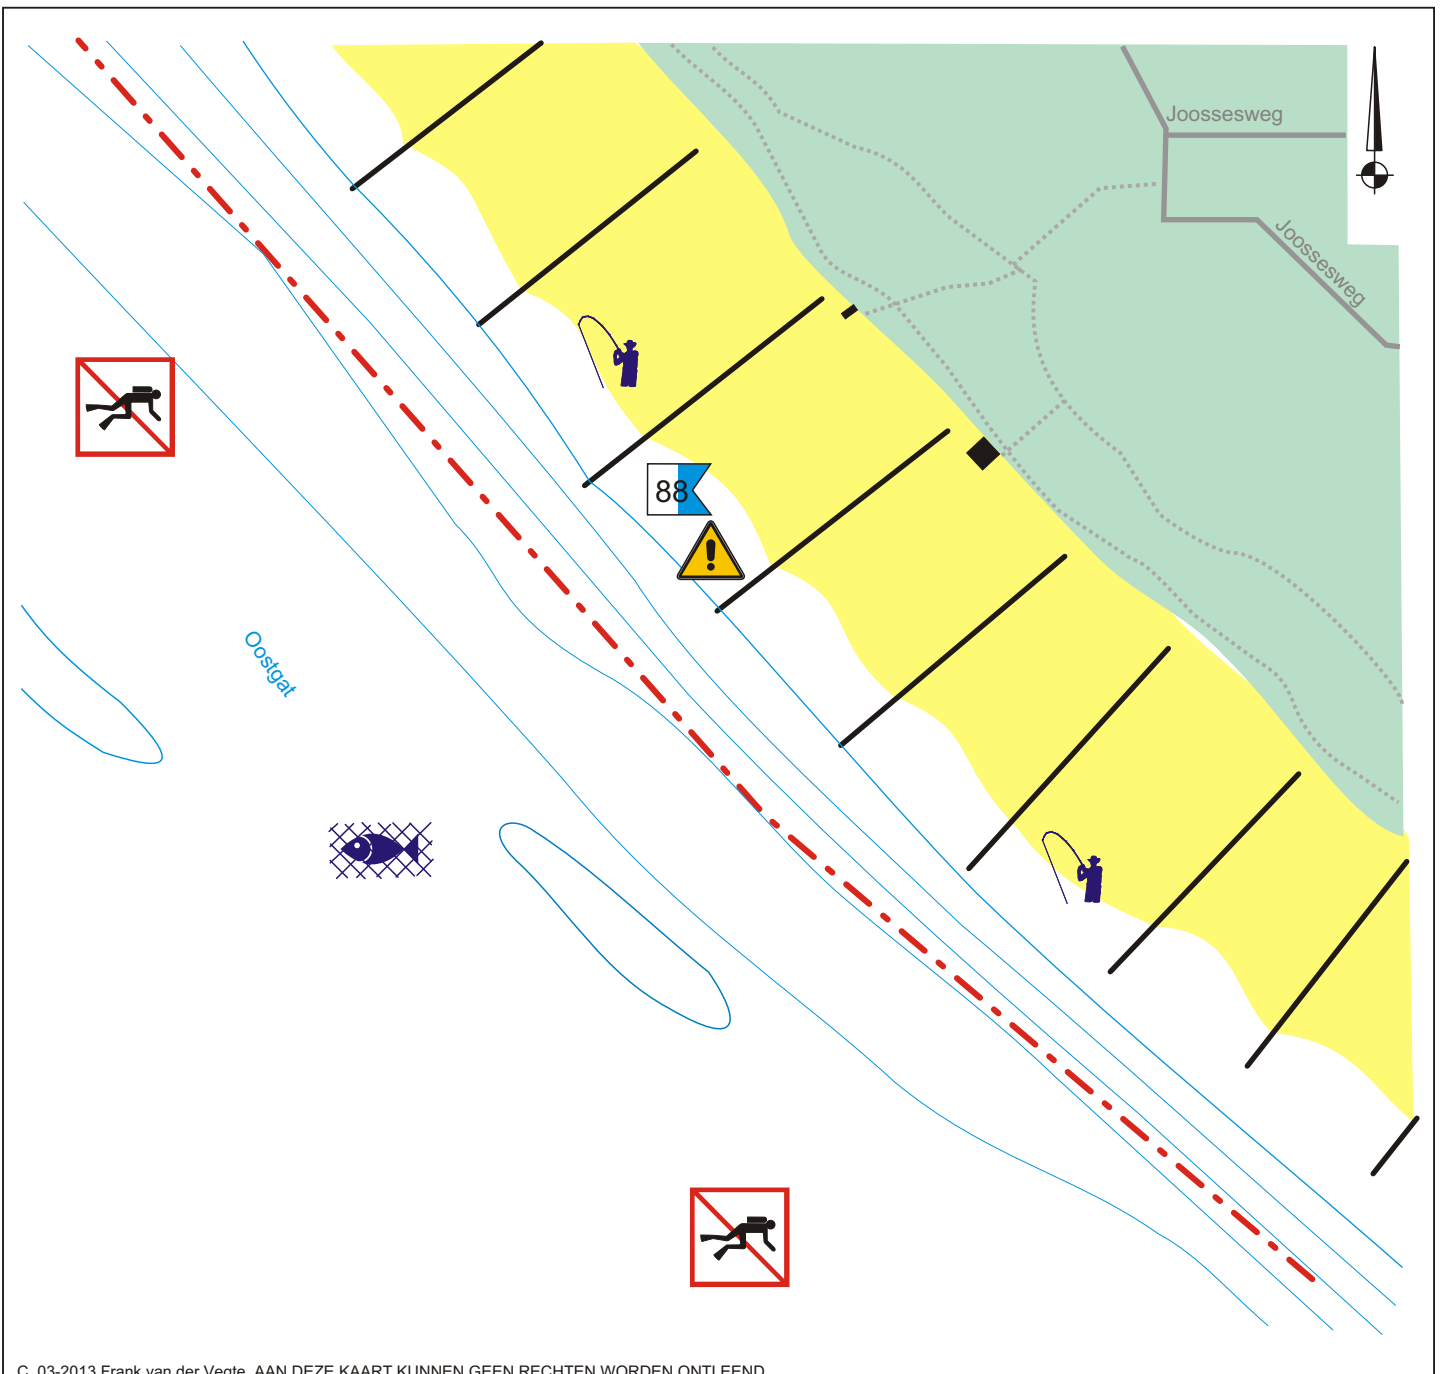 Joossesweg
Joossesweg
88
Oostgat
C. 03-2013 Frank van der Vegte. AAN DEZE KAART KUNNEN GEEN RECHTEN WORDEN ONTLEEND